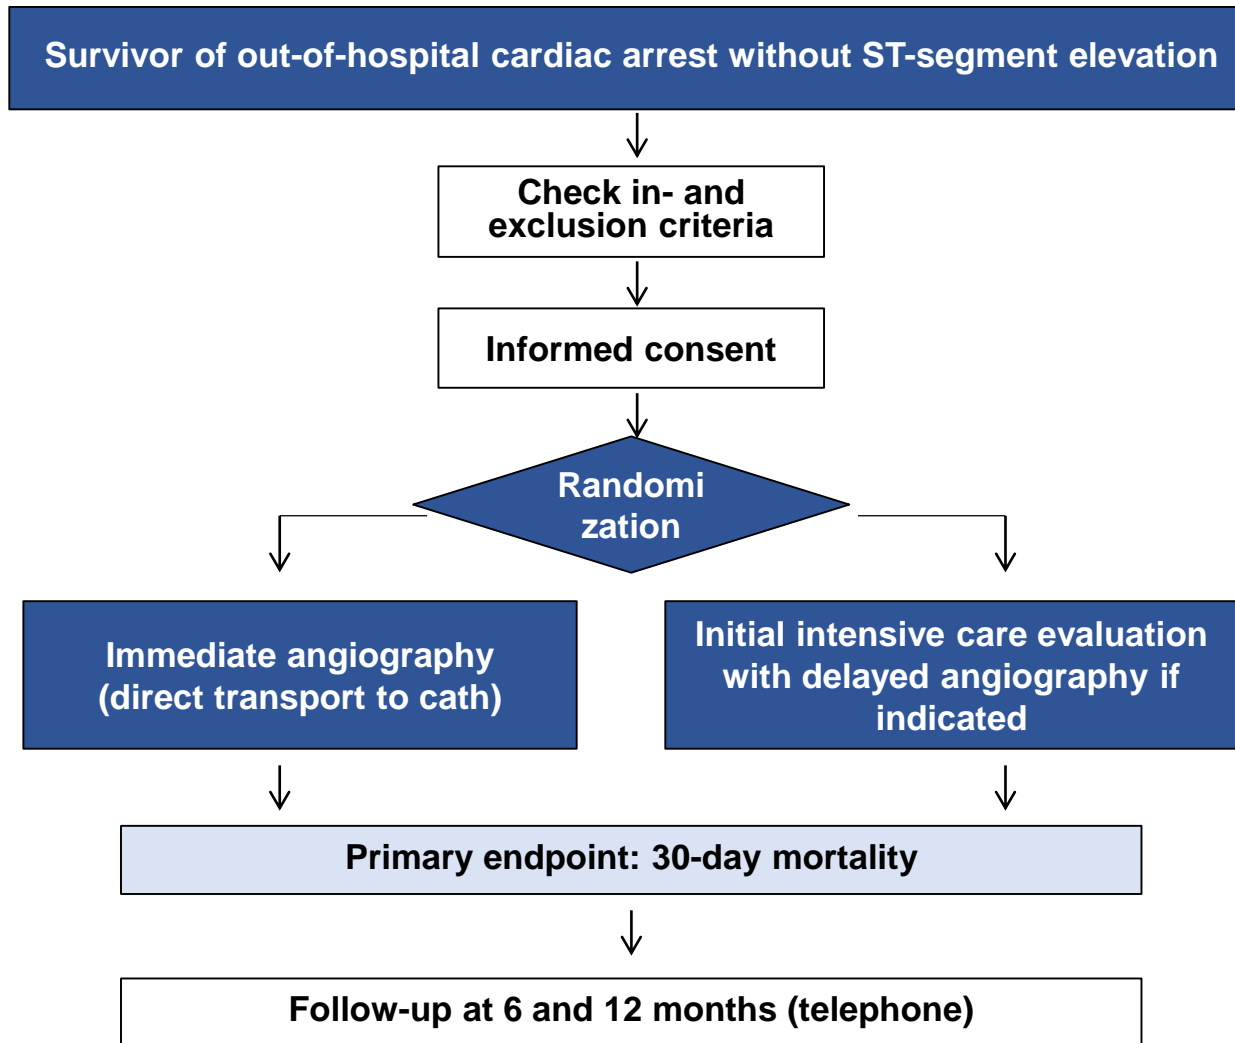 Survivor of out-of-hospital cardiac arrest without ST-segment elevation
Check in- and
exclusion criteria
Informed consent
Randomi
zation
Immediate angiography
(direct transport to cath)
Initial intensive care evaluation
with delayed angiography if
indicated
Primary endpoint: 30-day mortality
Follow-up at 6 and 12 months (telephone)